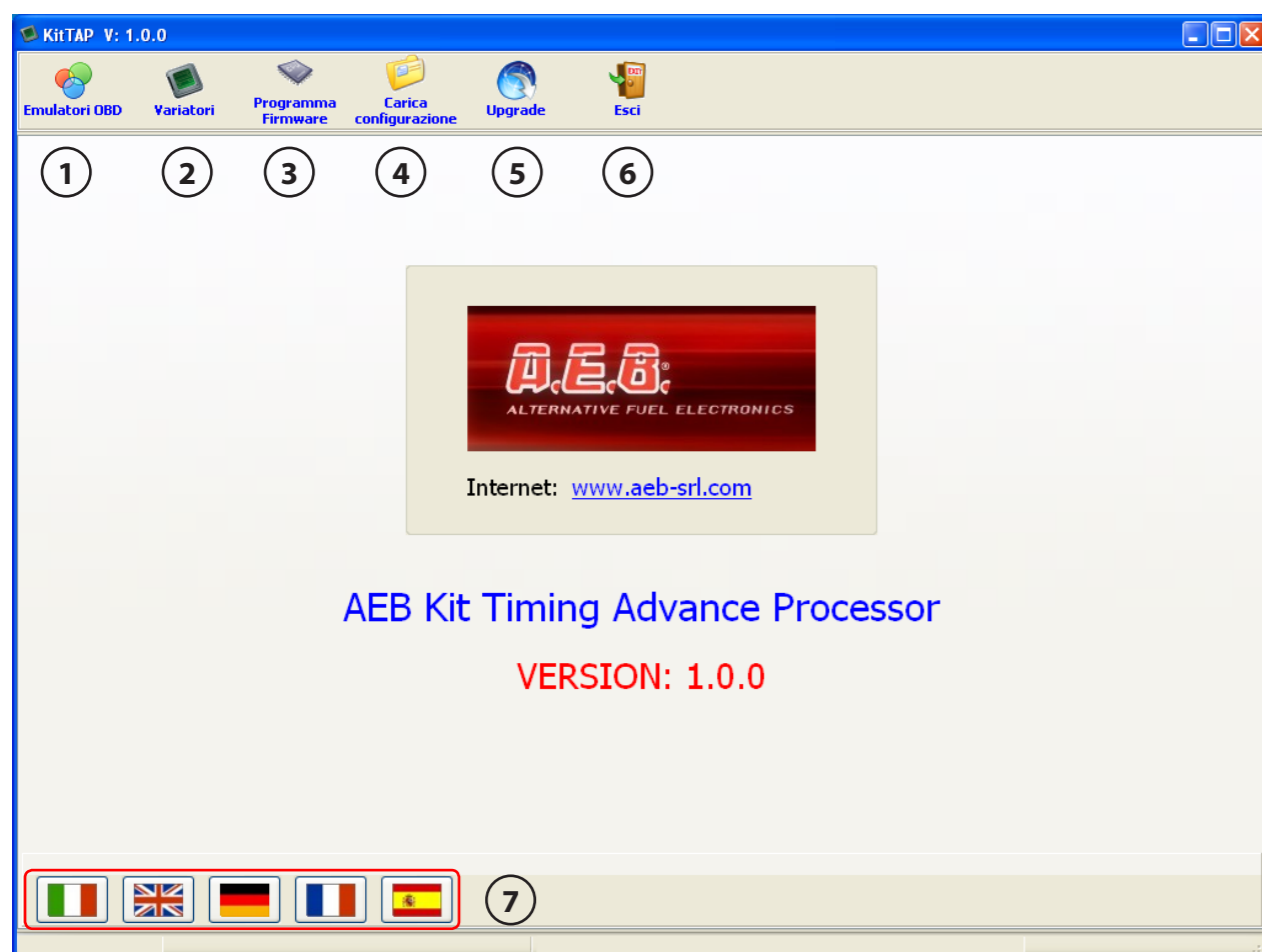 KitTAP V: 1.0.0
Emulatori OBD
Variatori
Programma
Firmware
Carica
configurazione
Upgrade
EXIT
Esci
1
2
3
4
5
6
A.E.B.®
ALTERNATIVE FUEL ELECTRONICS
Internet: www.aeb-srl.com
AEB Kit Timing Advance Processor
VERSION: 1.0.0
7